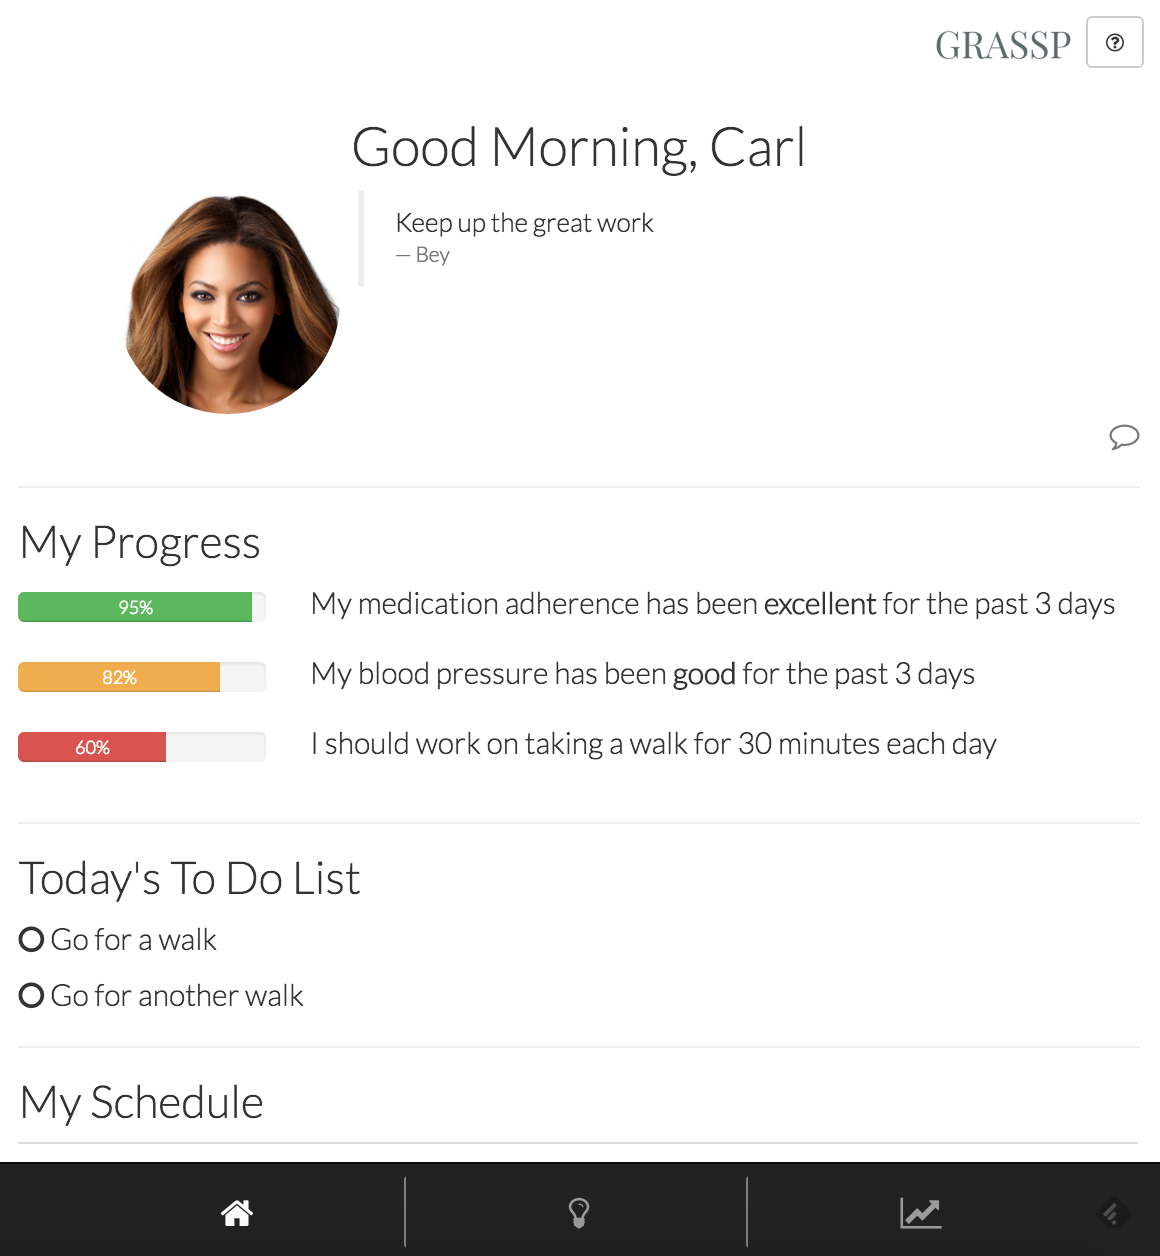 GRASSP
Good Morning, Carl
Keep up the great work
— Bey
My Progress
95% My medication adherence has been excellent for the past 3 days
82% My blood pressure has been good for the past 3 days
60% I should work on taking a walk for 30 minutes each day
Today's To Do List
Go for a walk
Go for another walk
My Schedule